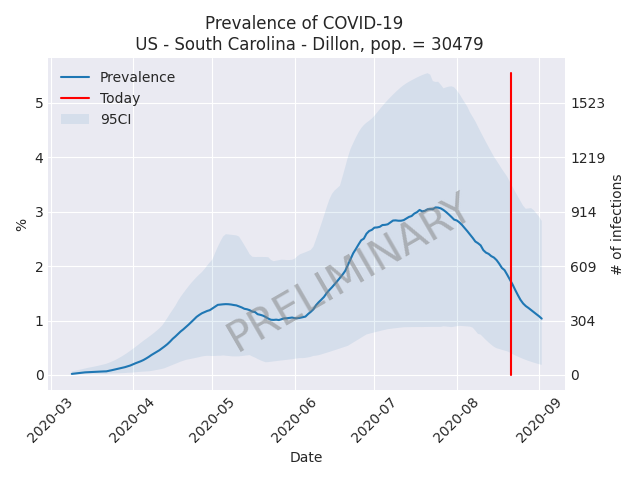 Prevalence of COVID-19
US - South Carolina - Dillon, pop. = 30479
Prevalence
Today
95CI
PRELIMINARY
%
5
4
3
2
1
0
1523
1219
914
609
304
0
# of infections
2020-03
2020-04
2020-05
2020-06
2020-07
2020-08
2020-09
Date